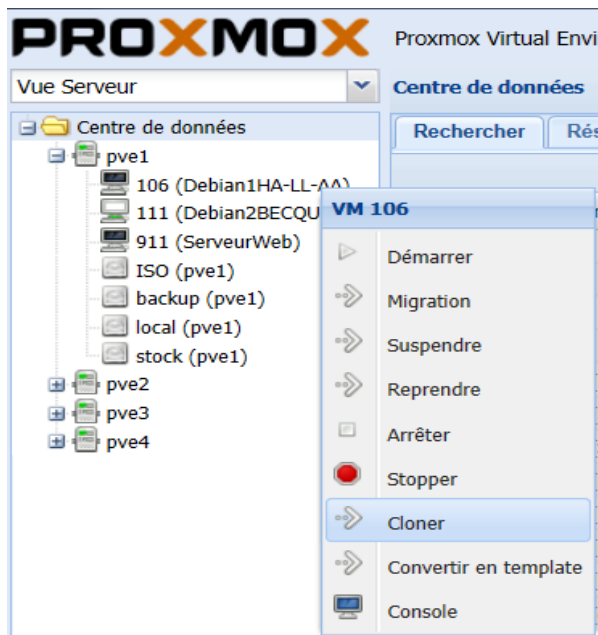 PROXMOX Proxmox Virtual Envi
Vue Serveur
Centre de données
Rechercher Rés
Centre de données
pve1
106 (Debian1HA-LL-AA)
111 (Debian2BECQU
911 (ServeurWeb)
ISO (pve1)
backup (pve1)
local (pve1)
stock (pve1)
pve2
pve3
pve4
VM 106
Démarrer
Migration
Suspendre
Reprendre
Arrêter
Stopper
Cloner
Convertir en template
Console